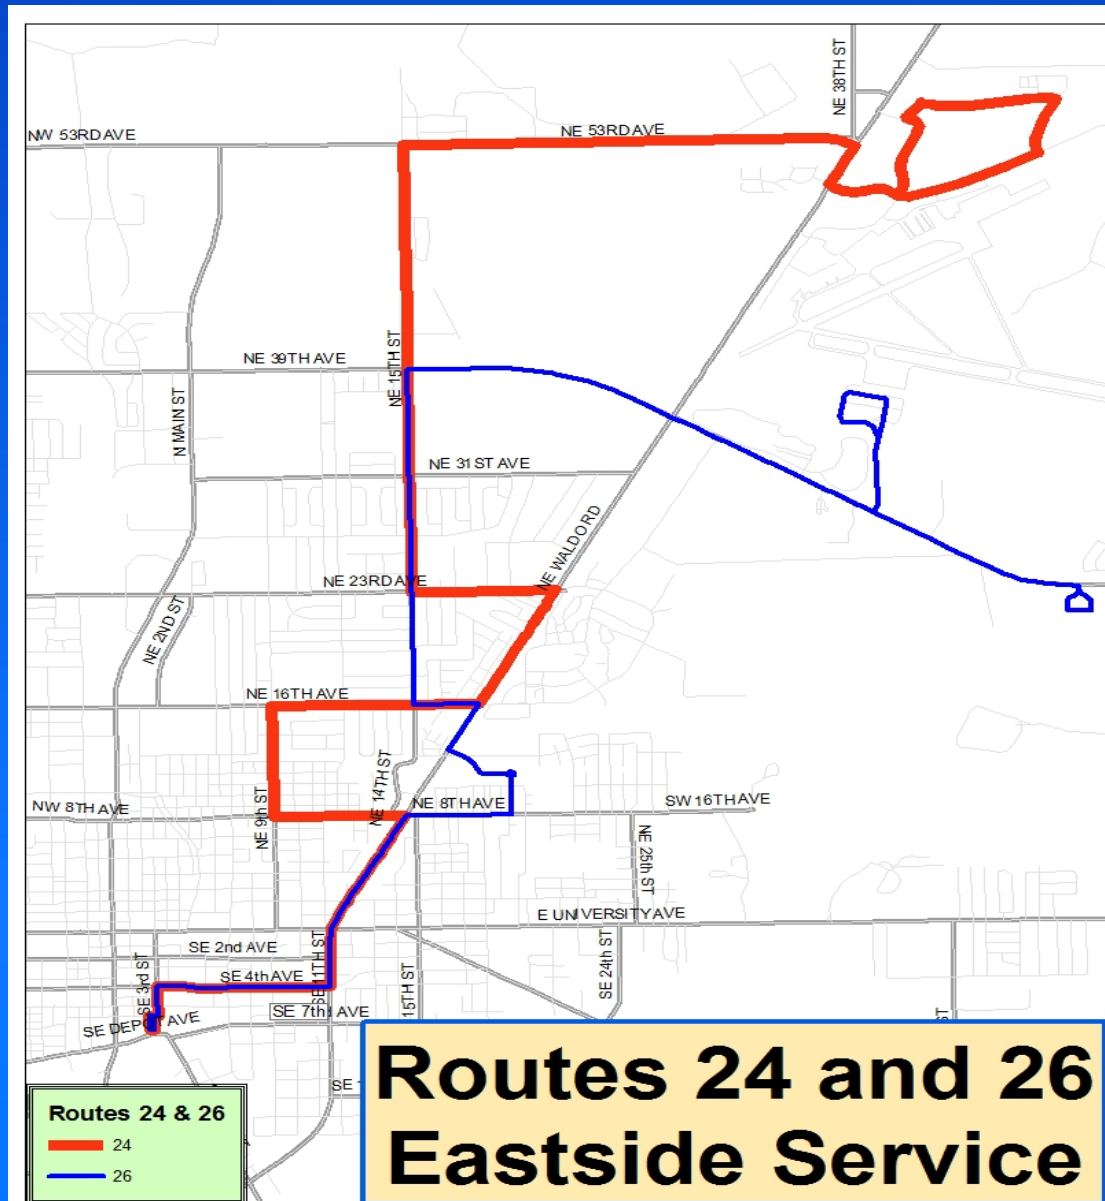 NE 38TH ST
NW 53RD AVE
NE 53RD AVE
NE 15TH ST
NE 39TH AVE
N MAIN ST
NE 31ST AVE
NE WALDO RD
NE 23RD AVE
NE 2ND ST
NE 16TH AVE
NE 14TH ST
NW 8TH AVE
NE 9th ST
NE 8TH AVE
SW 16TH AVE
NE 25th ST
E UNIVERSITY AVE
SE 2nd AVE
SE 11TH ST
SE 24th ST
SE 3rd ST
SE 4th AVE
15TH ST
SE 7th AVE
ST
SE DEPOT AVE
SE
Routes 24 and 26
Eastside Service
Routes 24 & 26
24
26